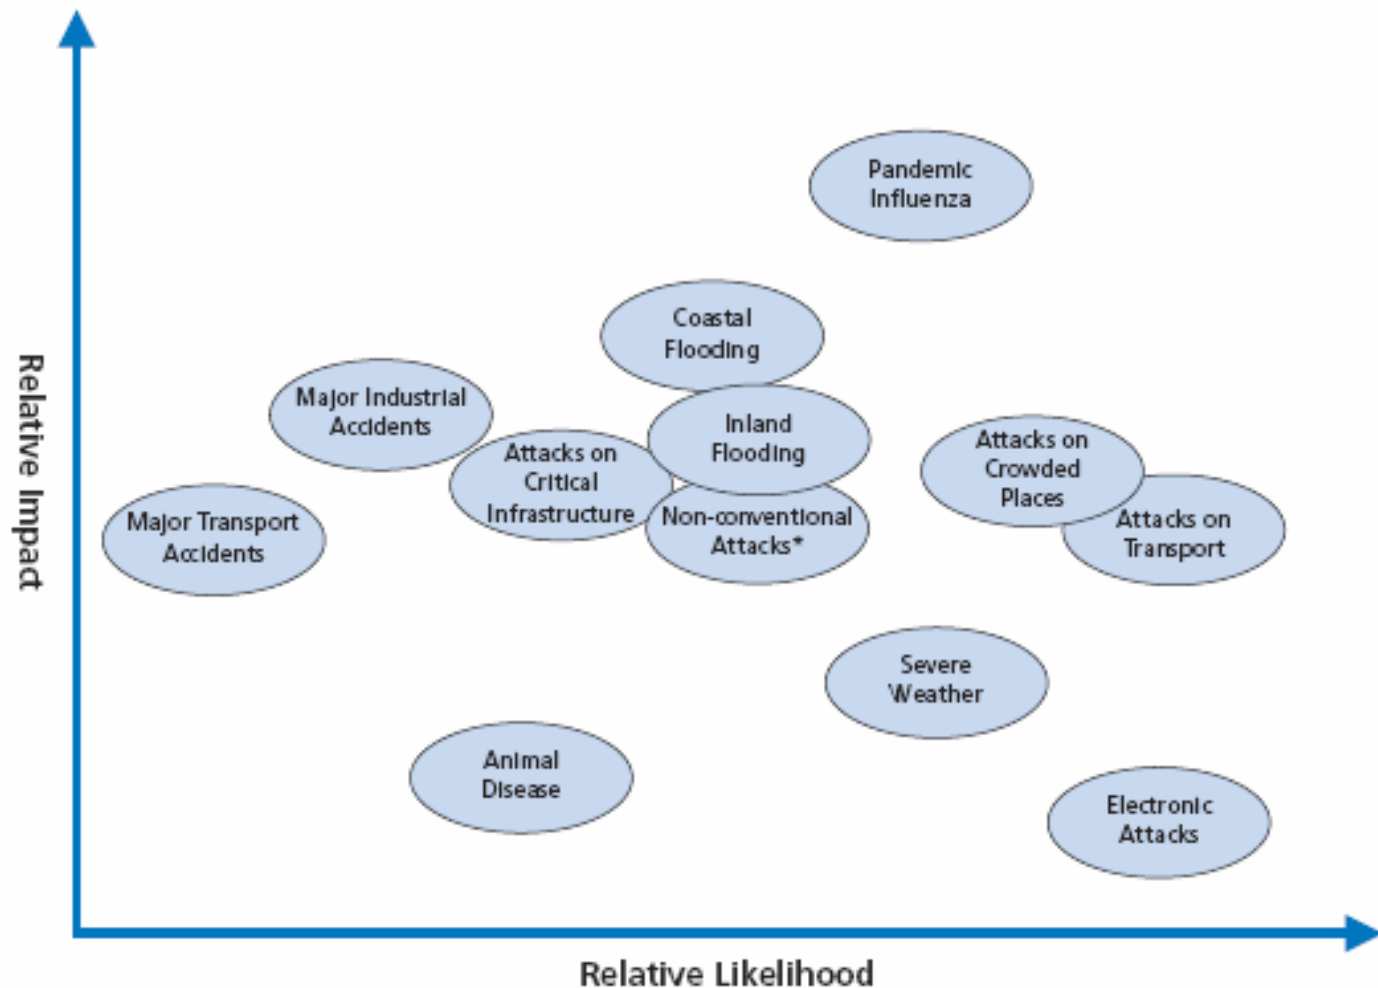 Pandemic
Influenza
Coastal
Flooding
Major Industrial
Accidents
Inland
Flooding
Attacks on
Critical
Infrastructure
Attacks on
Crowded
Places
Major Transport
Accidents
Non-conventional
Attacks*
Attacks on
Transport
Severe
Weather
Animal
Disease
Electronic
Attacks
Relative Impact
Relative Likelihood